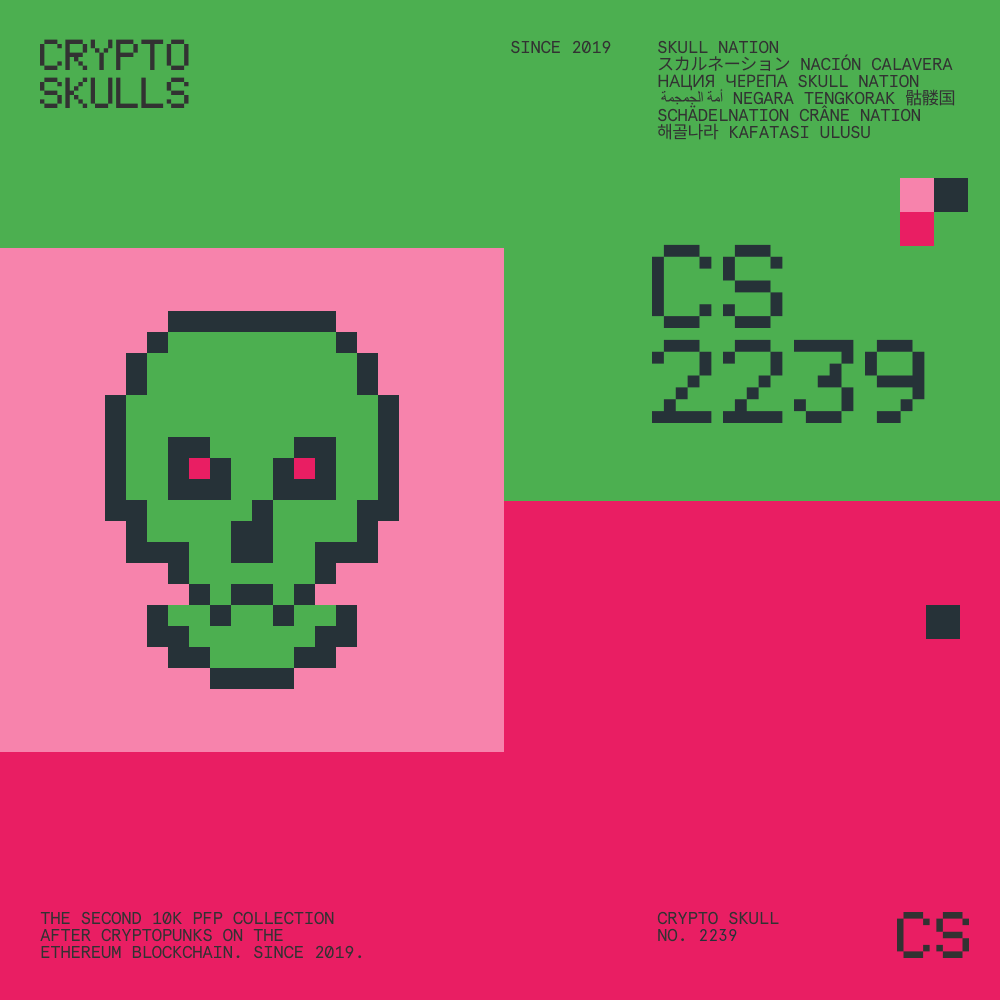 CRYPTO
SKULLS
SINCE 2019
SKULL NATION
スカルネーション NACIÓN CALAVERA
НАЦИЯ ЧЕРЕПА SKULL NATION
أمة الجمجمة NEGARA TENGKORAK 骷髅国
SCHÄDELNATION CRÂNE NATION
해골나라 KAFATASI ULUSU
CS
2239
THE SECOND 10K PFP COLLECTION
AFTER CRYPTOPUNKS ON THE
ETHEREUM BLOCKCHAIN. SINCE 2019.
CRYPTO SKULL
NO. 2239
CS